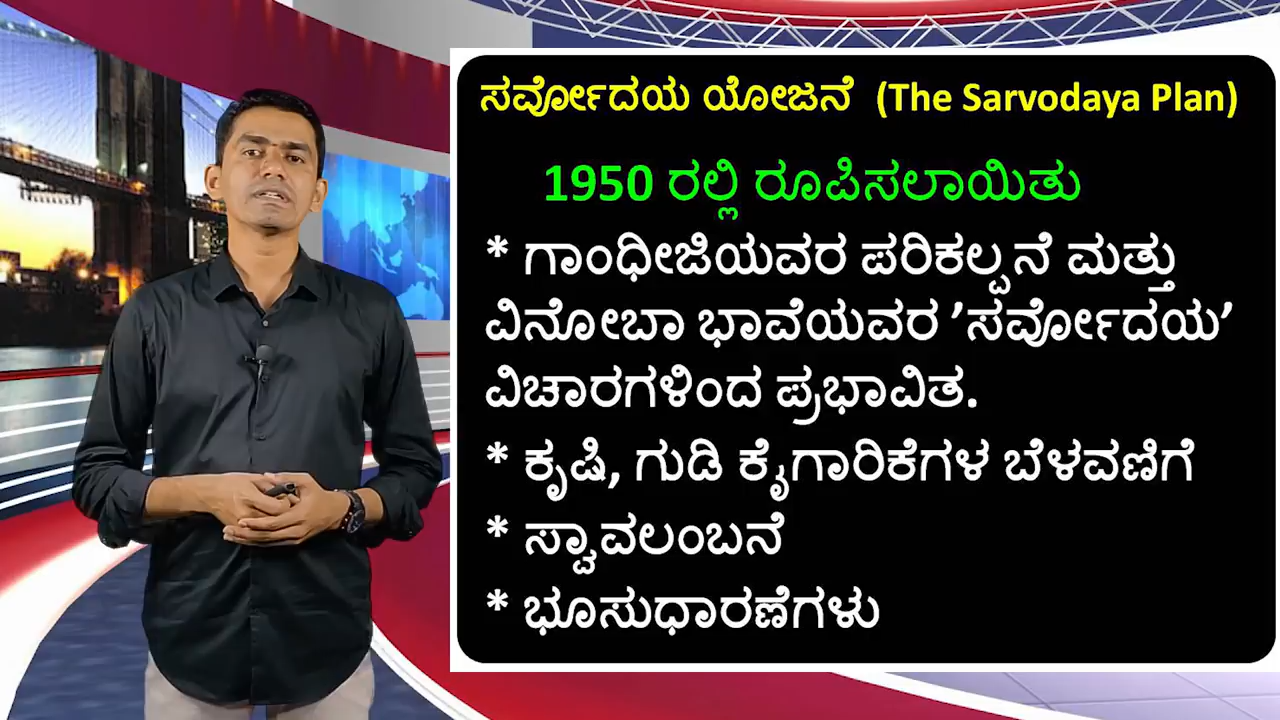 ಸರ್ವೋದಯ ಯೋಜನೆ (The Sarvodaya Plan)
1950 ರಲ್ಲಿ ರೂಪಿಸಲಾಯಿತು
* ಗಾಂಧೀಜಿಯವರ ಪರಿಕಲ್ಪನೆ ಮತ್ತು
ವಿನೋಬಾ ಭಾವೆಯವರ 'ಸರ್ವೋದಯ'
ವಿಚಾರಗಳಿಂದ ಪ್ರಭಾವಿತ.
* ಕೃಷಿ, ಗುಡಿ ಕೈಗಾರಿಕೆಗಳ ಬೆಳವಣಿಗೆ
* ಸ್ವಾವಲಂಬನೆ
* ಭೂಸುಧಾರಣೆಗಳು